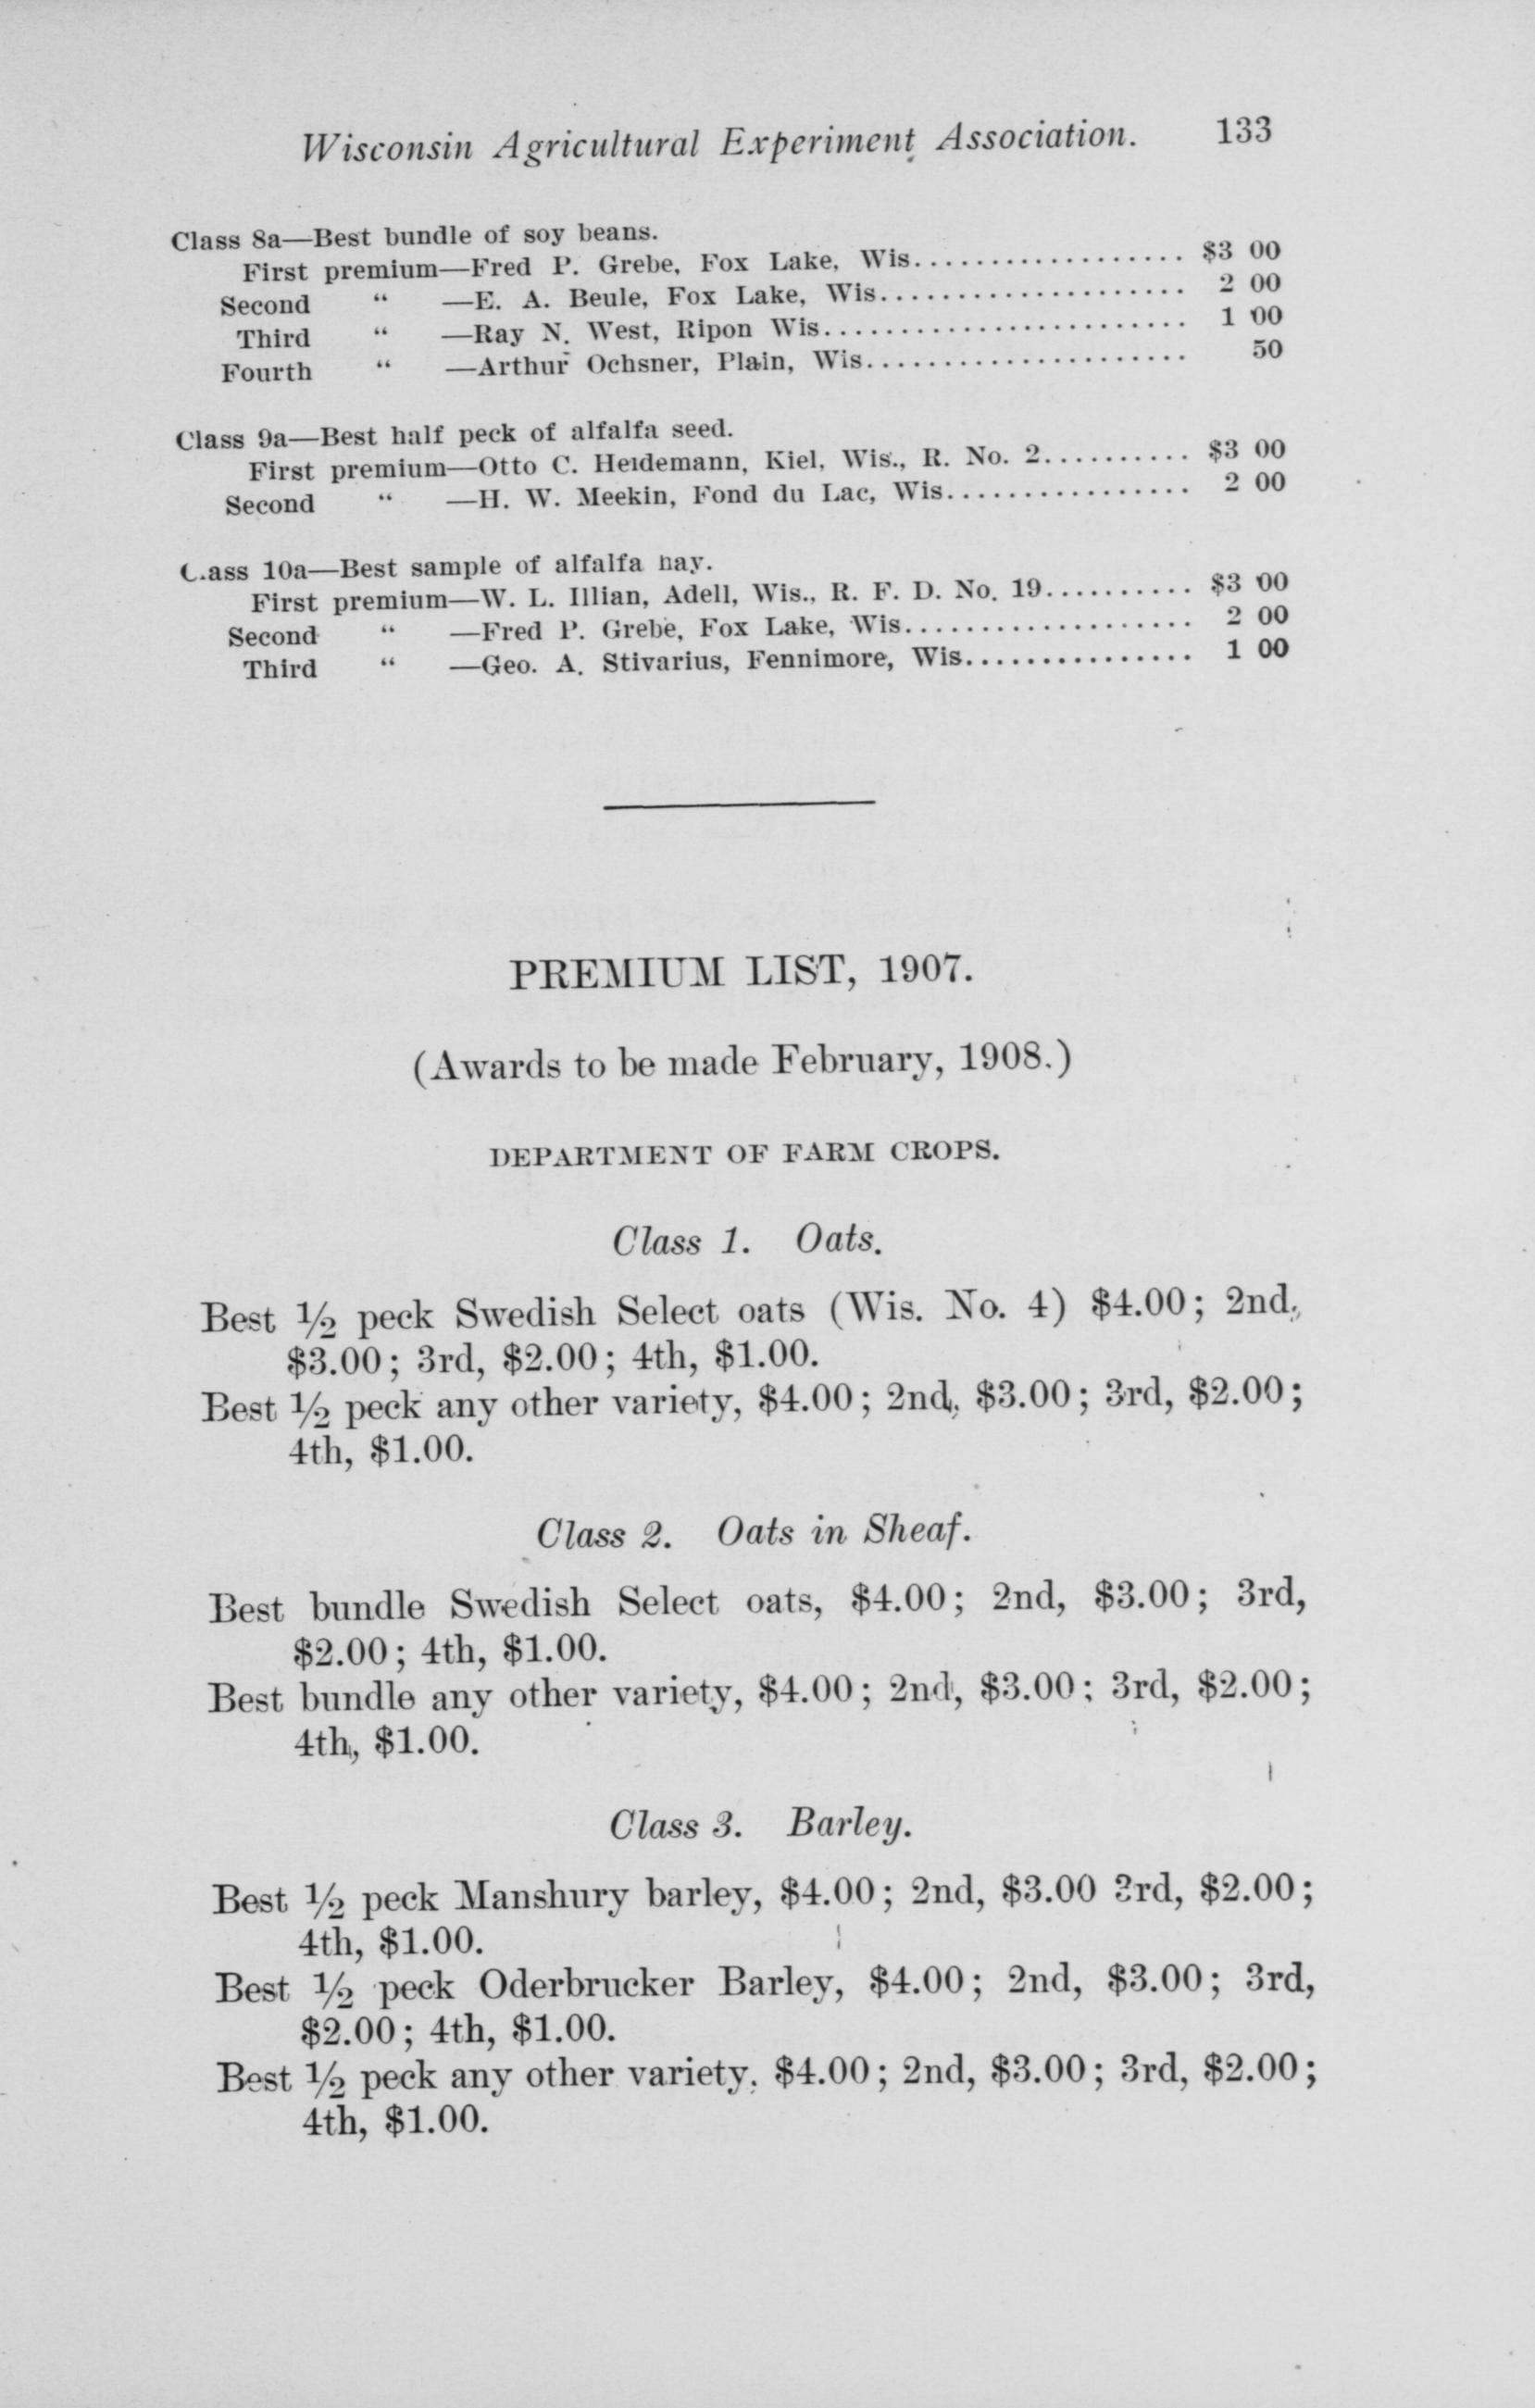 Wisconsin Agricultural Experiment Association. 133
Class 8a—Best bundle of soy beans.
First premium—Fred P. Grebe, Fox Lake, Wis.................. $3 00
Second " —E. A. Beule, Fox Lake, Wis..................... 2 00
Third " —Ray N. West, Ripon Wis......................... 1 00
Fourth " —Arthur Ochsner, Plain, Wis...................... 50
Class 9a—Best half peck of alfalfa seed.
First premium—Otto C. Heidemann, Kiel, Wis., R. No. 2.......... $3 00
Second " —H. W. Meekin, Fond du Lac, Wis................. 2 00
Class 10a—Best sample of alfalfa hay.
First premium—W. L. Illian, Adell, Wis., R. F. D. No. 19.......... $3 00
Second " —Fred P. Grebe, Fox Lake, Wis.................... 2 00
Third " —Geo. A. Stivarius, Fennimore, Wis................ 1 00
PREMIUM LIST, 1907.
(Awards to be made February, 1908.)
DEPARTMENT OF FARM CROPS.
Class 1. Oats.
Best ½ peck Swedish Select oats (Wis. No. 4) $4.00; 2nd,
$3.00; 3rd, $2.00; 4th, $1.00.
Best ½ peck any other variety, $4.00; 2nd, $3.00; 3rd, $2.00;
4th, $1.00.
Class 2. Oats in Sheaf.
Best bundle Swedish Select oats, $4.00; 2nd, $3.00; 3rd,
$2.00; 4th, $1.00.
Best bundle any other variety, $4.00; 2nd, $3.00; 3rd, $2.00;
4th, $1.00.
Class 3. Barley.
Best ½ peck Manshury barley, $4.00; 2nd, $3.00 3rd, $2.00;
4th, $1.00.
Best ½ peck Oderbrucker Barley, $4.00; 2nd, $3.00; 3rd,
$2.00; 4th, $1.00.
Best ½ peck any other variety, $4.00; 2nd, $3.00; 3rd, $2.00;
4th, $1.00.